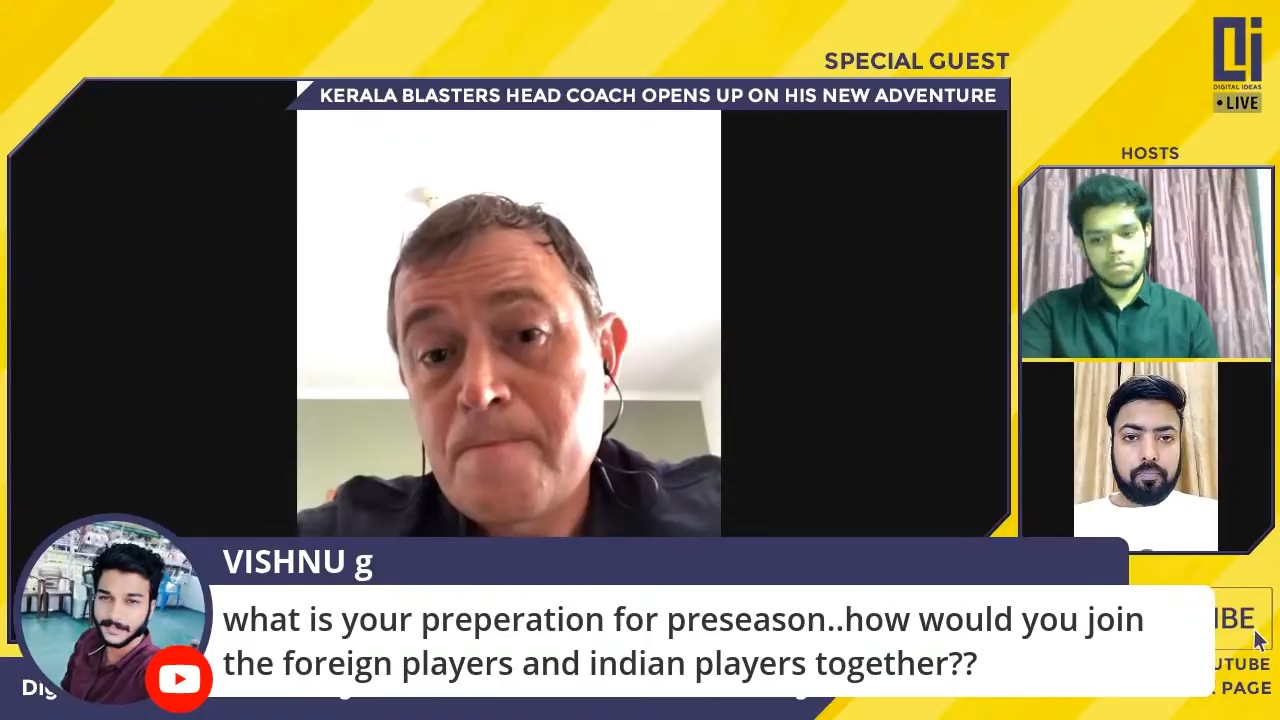 SPECIAL GUEST
DIGITAL IDEAS
• LIVE
KERALA BLASTERS HEAD COACH OPENS UP ON HIS NEW ADVENTURE
HOSTS
VISHNU g
what is your preperation for preseason..how would you join
the foreign players and indian players together??